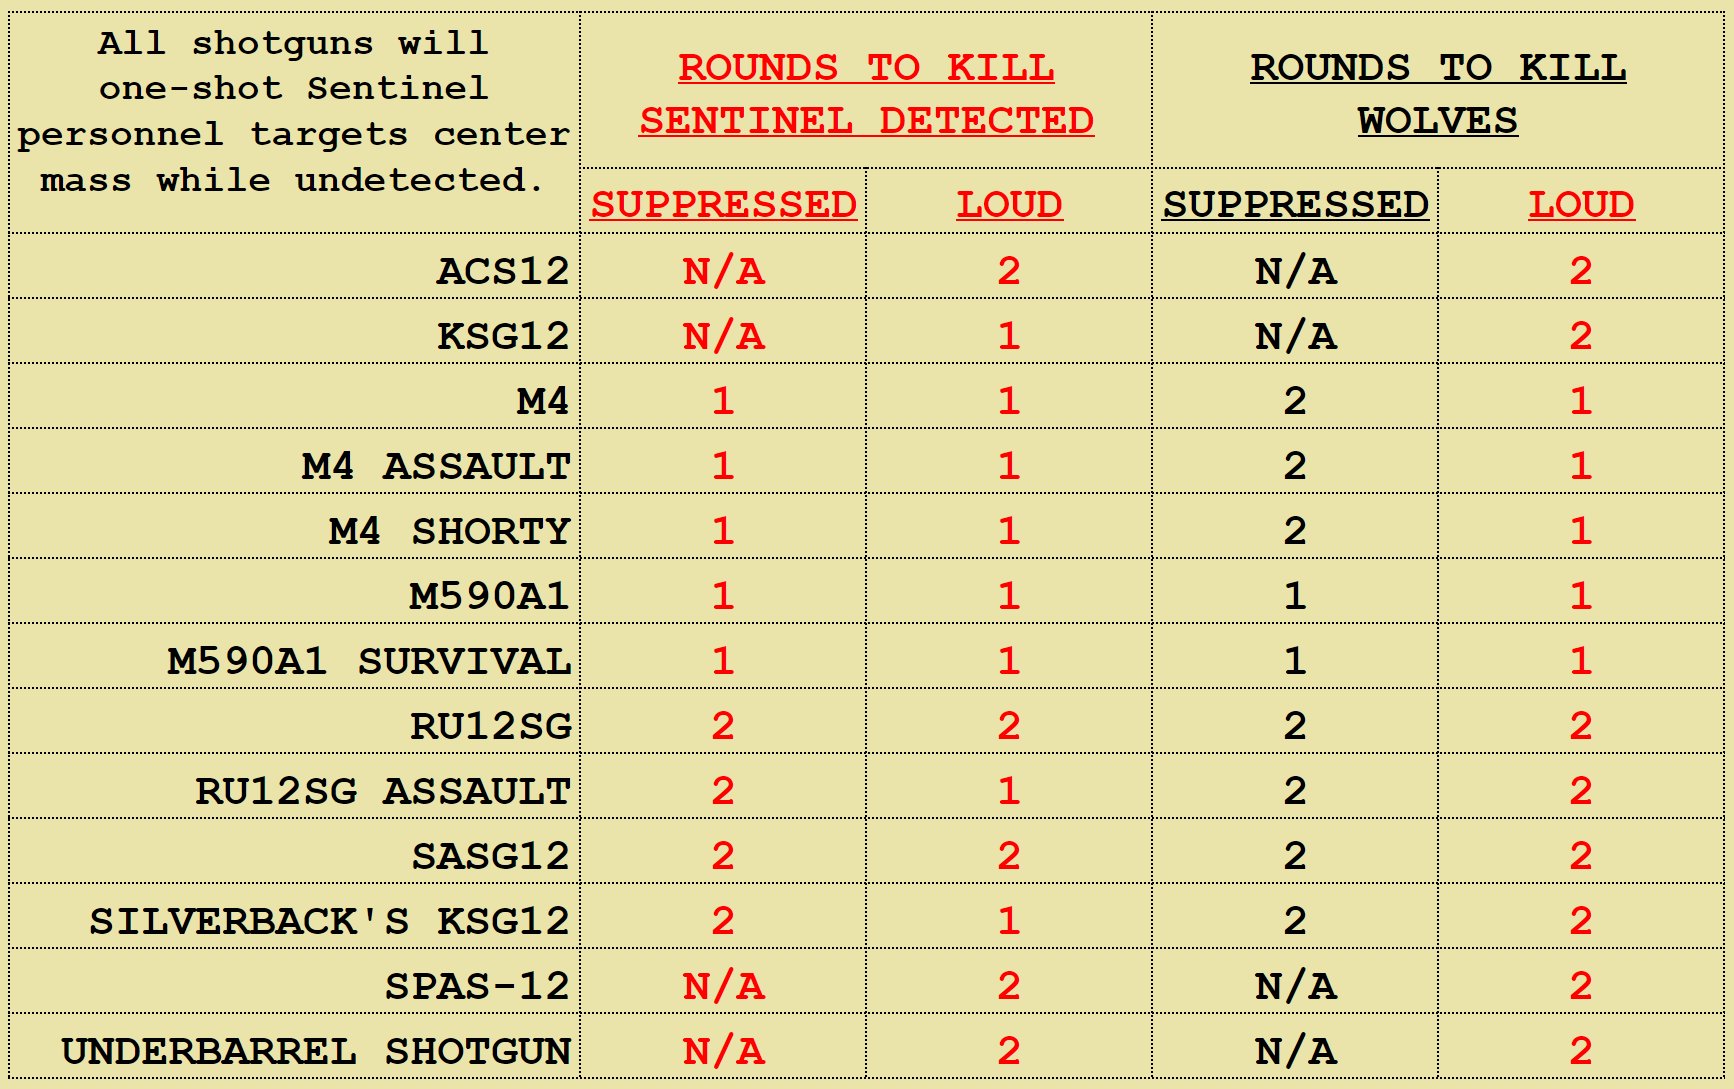 All shotguns will
one-shot Sentinel
personnel targets center
mass while undetected.
ROUNDS TO KILL
SENTINEL DETECTED
ROUNDS TO KILL
WOLVES
SUPPRESSED LOUD SUPPRESSED LOUD
ACS12 N/A 2 N/A 2
KSG12 N/A 1 N/A 2
M4 1 1 2 1
M4 ASSAULT 1 1 2 1
M4 SHORTY 1 1 2 1
M590A1 1 1 1 1
M590A1 SURVIVAL 1 1 1 1
RU12SG 2 2 2 2
RU12SG ASSAULT 2 1 2 2
SASG12 2 2 2 2
SILVERBACK'S KSG12 2 1 2 2
SPAS-12 N/A 2 N/A 2
UNDERBARREL SHOTGUN N/A 2 N/A 2